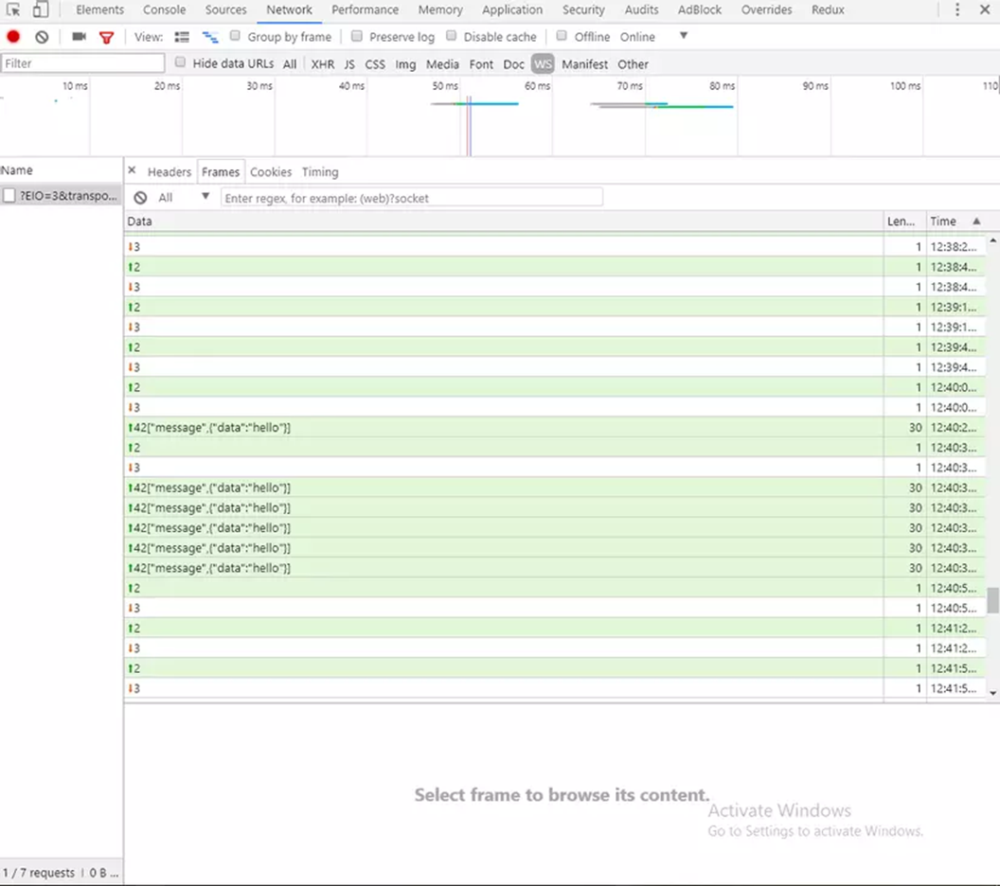 Elements Console Sources Network Performance Memory Application Security Audits AdBlock Overrides Redux
View: Group by frame Preserve log Disable cache Offline Online
Filter Hide data URLs All XHR JS CSS Img Media Font Doc WS Manifest Other
10 ms 20 ms 30 ms 40 ms 50 ms 60 ms 70 ms 80 ms 90 ms 100 ms 110
Name × Headers Frames Cookies Timing
?EIO=3&transpo... All Enter regex, for example: (web)?socket
Data Len... Time ▲
↓3 1 12:38:2...
↑2 1 12:38:4...
↓3 1 12:38:4...
↑2 1 12:39:1...
↓3 1 12:39:1...
↑2 1 12:39:4...
↓3 1 12:39:4...
↑2 1 12:40:0...
↓3 1 12:40:0...
↑42["message",{"data":"hello"}] 30 12:40:2...
↑2 1 12:40:3...
↓3 1 12:40:3...
↑42["message",{"data":"hello"}] 30 12:40:3...
↑42["message",{"data":"hello"}] 30 12:40:3...
↑42["message",{"data":"hello"}] 30 12:40:3...
↑42["message",{"data":"hello"}] 30 12:40:3...
↑42["message",{"data":"hello"}] 30 12:40:3...
↑2 1 12:40:5...
↓3 1 12:40:5...
↑2 1 12:41:2...
↓3 1 12:41:2...
↑2 1 12:41:5...
↓3 1 12:41:5...
Select frame to browse its content.
Activate Windows
Go to Settings to activate Windows.
1 / 7 requests | 0 B ...